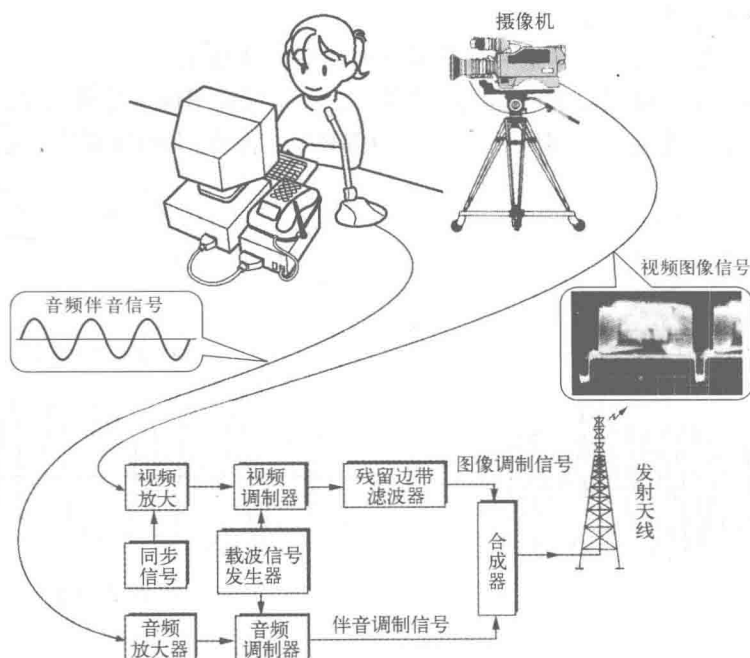 摄像机
视频图像信号
音频伴音信号
视频
放大
视频
调制器
残留边带
滤波器
图像调制信号
发射天线
同步
信号
载波信号
发生器
合成器
音频
放大器
音频
调制器
伴音调制信号